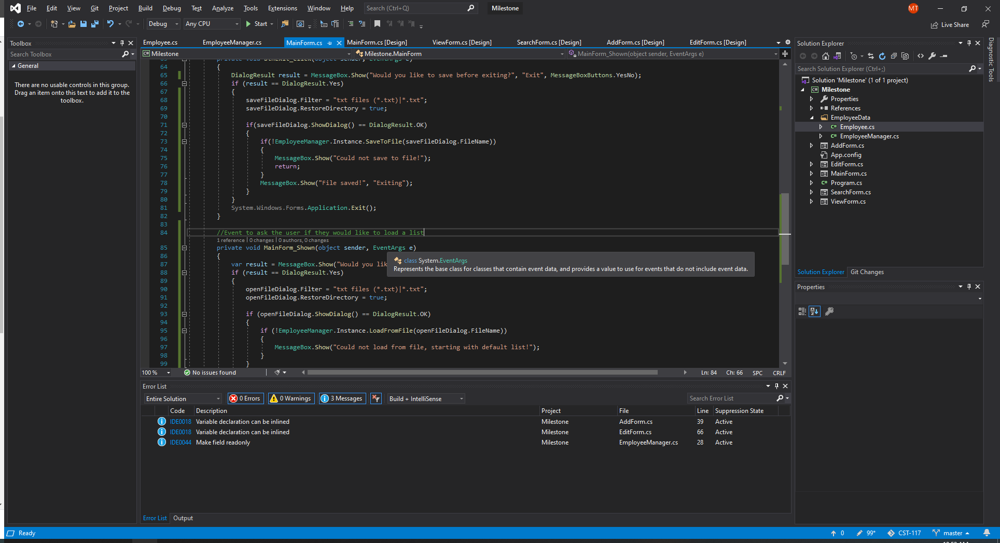 File Edit View Git Project Build Debug Test Analyze Tools Extensions Window Help Search (Ctrl+Q) Milestone MT
Debug Any CPU Start Live Share
Toolbox
Search Toolbox
General
There are no usable controls in this group.
Drag an item onto this text to add it to the
toolbox.
Employee.cs EmployeeManager.cs MainForm.cs MainForm.cs [Design] ViewForm.cs [Design] SearchForm.cs [Design] AddForm.cs [Design] EditForm.cs [Design]
Milestone Milestone.MainForm MainForm_Shown(object sender, EventArgs e)
private void btnExit_Click(object sender, EventArgs e)
64 {
65 DialogResult result = MessageBox.Show("Would you like to save before exiting?", "Exit", MessageBoxButtons.YesNo);
66 if (result == DialogResult.Yes)
67 {
68 saveFileDialog.Filter = "txt files (*.txt)|*.txt";
69 saveFileDialog.RestoreDirectory = true;
70
71 if(saveFileDialog.ShowDialog() == DialogResult.OK)
72 {
73 if(!EmployeeManager.Instance.SaveToFile(saveFileDialog.FileName))
74 {
75 MessageBox.Show("Could not save to file!");
76 return;
77 }
78 MessageBox.Show("File saved!", "Exiting");
79 }
80 }
81 System.Windows.Forms.Application.Exit();
82 }
83
84 //Event to ask the user if they would like to load a list
1 reference | 0 changes | 0 authors, 0 changes
85 private void MainForm_Shown(object sender, EventArgs e)
86 {
87 var result = MessageBox.Show("Would you lik
class System.EventArgs
Represents the base class for classes that contain event data, and provides a value to use for events that do not include event data.
88 if (result == DialogResult.Yes)
89 {
90 openFileDialog.Filter = "txt files (*.txt)|*.txt";
91 openFileDialog.RestoreDirectory = true;
92
93 if (openFileDialog.ShowDialog() == DialogResult.OK)
94 {
95 if (!EmployeeManager.Instance.LoadFromFile(openFileDialog.FileName))
96 {
97 MessageBox.Show("Could not load from file, starting with default list!");
98 }
99 }
100 % No issues found Ln: 84 Ch: 66 SPC CRLF
Error List
Entire Solution 0 Errors 0 Warnings 3 Messages Build + IntelliSense Search Error List
Code Description Project File Line Suppression State
IDE0018 Variable declaration can be inlined Milestone AddForm.cs 39 Active
IDE0018 Variable declaration can be inlined Milestone EditForm.cs 66 Active
IDE0044 Make field readonly Milestone EmployeeManager.cs 28 Active
Error List Output
Solution Explorer
Search Solution Explorer (Ctrl+;)
Solution 'Milestone' (1 of 1 project)
Milestone
Properties
References
EmployeeData
Employee.cs
EmployeeManager.cs
AddForm.cs
App.config
EditForm.cs
MainForm.cs
Program.cs
SearchForm.cs
ViewForm.cs
Solution Explorer Git Changes
Properties
Diagnostic Tools
Ready 0 99* CST-117 master